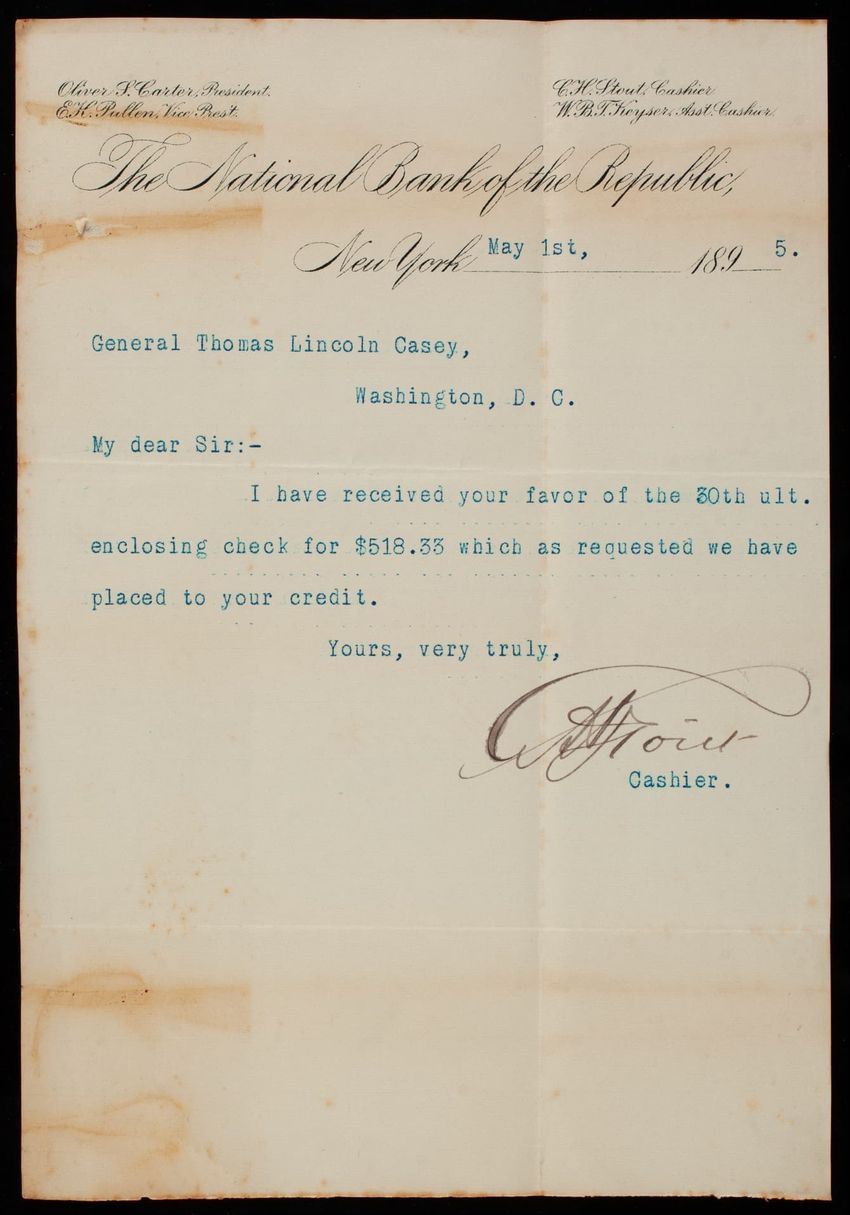 Oliver S. Carter, President.
E.K. Pullen, Vice Prest.
C.H. Stout, Cashier
W.B.T. Keyser, Asst. Cashier.
The National Bank of the Republic,
New York May 1st, 1895.
General Thomas Lincoln Casey,
Washington, D. C.
My dear Sir:-
I have received your favor of the 30th ult.
enclosing check for $518.33 which as requested we have
placed to your credit.
Yours, very truly,
C H Stout
Cashier.